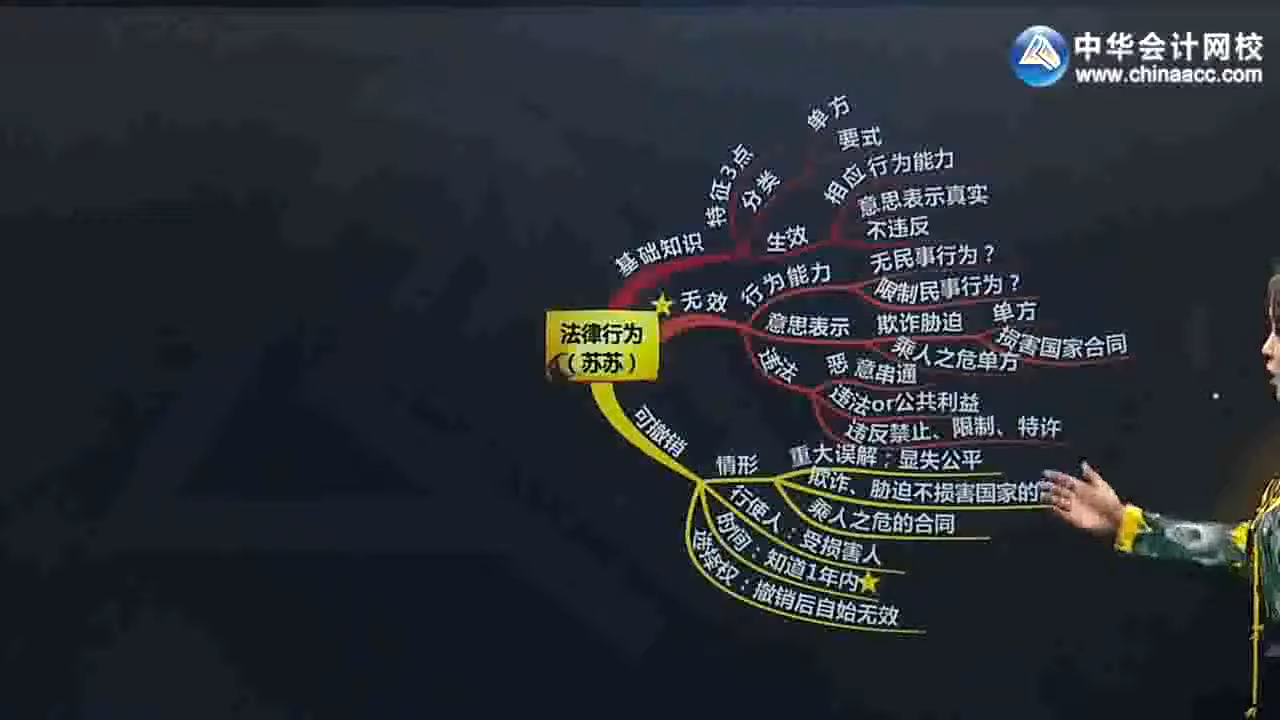 中华会计网校
www.chinaacc.com
法律行为
（苏苏）
基础知识
特征3点
分类
单方
要式
生效
相应行为能力
意思表示真实
不违反
无效
行为能力
无民事行为？
限制民事行为？
意思表示
欺诈胁迫
单方
损害国家合同
乘人之危单方
违法
恶意串通
违法or公共利益
违反禁止、限制、特许
可撤销
情形
重大误解；显失公平
欺诈、胁迫不损害国家的
乘人之危的合同
行使人：受损害人
时间：知道1年内
选择权：撤销后自始无效